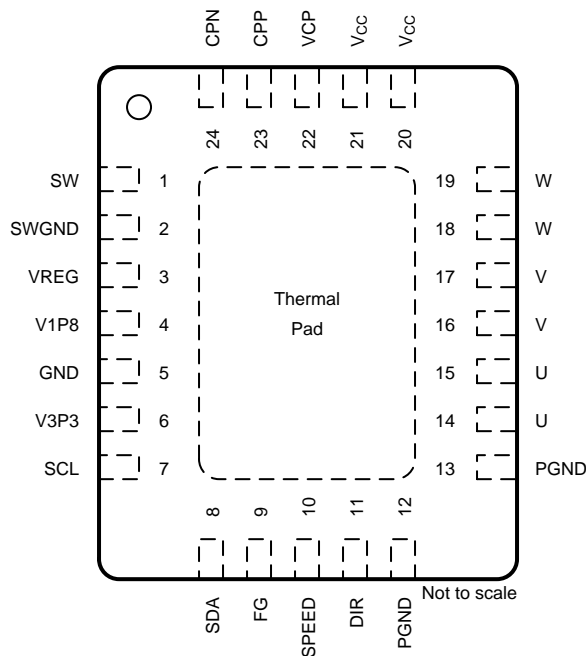 CPN CPP VCP VCC VCC
24 23 22 21 20
SW 1 19 W
SWGND 2 18 W
VREG 3 17 V
Thermal
V1P8 4 16 V
Pad
GND 5 15 U
V3P3 6 14 U
SCL 7 13 PGND
8 9 10 11 12
SDA FG SPEED DIR PGND
Not to scale